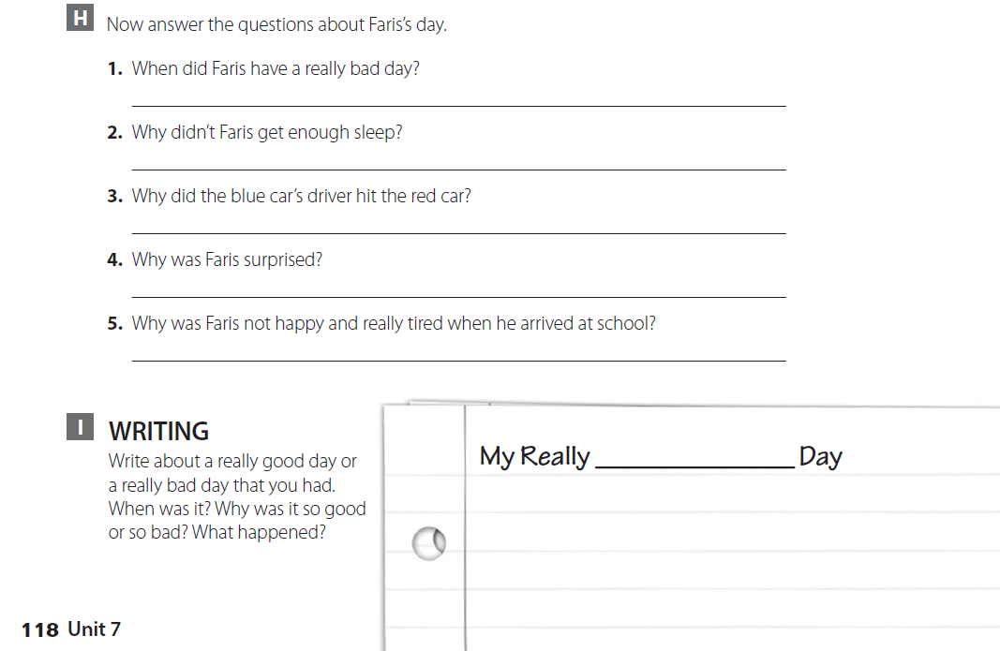 H Now answer the questions about Faris's day.
1. When did Faris have a really bad day?
2. Why didn't Faris get enough sleep?
3. Why did the blue car's driver hit the red car?
4. Why was Faris surprised?
5. Why was Faris not happy and really tired when he arrived at school?
I WRITING
Write about a really good day or
a really bad day that you had.
When was it? Why was it so good
or so bad? What happened?
My Really _______________ Day
118 Unit 7